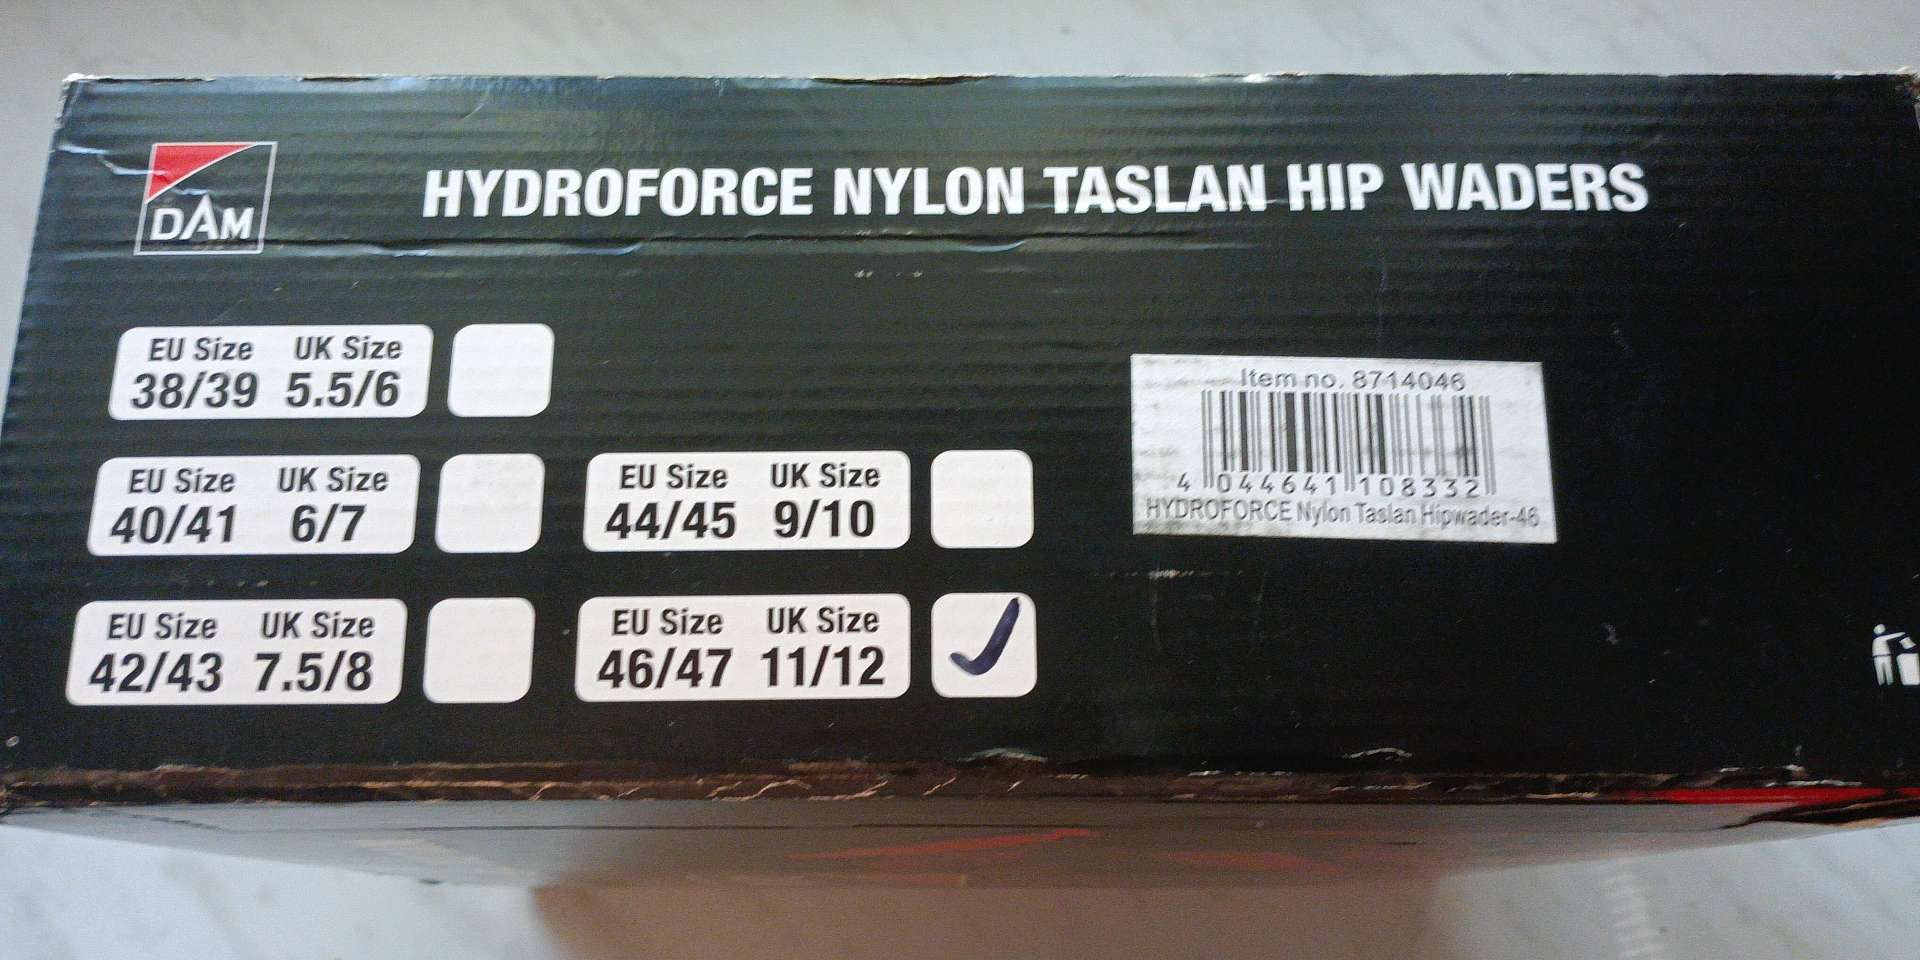 DAM
HYDROFORCE NYLON TASLAN HIP WADERS
EU Size UK Size
38/39 5.5/6
EU Size UK Size
40/41 6/7
EU Size UK Size
42/43 7.5/8
EU Size UK Size
44/45 9/10
EU Size UK Size
46/47 11/12
Item no. 8714046
4 044641 108332
HYDROFORCE Nylon Taslan Hipwader-46